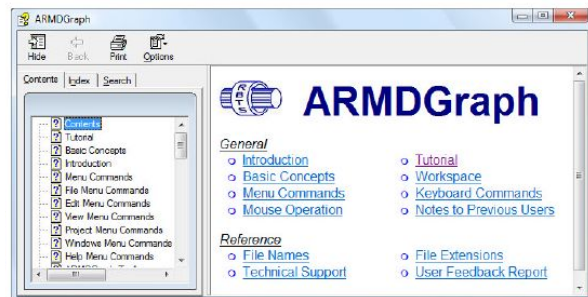 ARMDGraph
Hide Back Print Options
Contents Index Search
Contents
Tutorial
Basic Concepts
Introduction
Menu Commands
File Menu Commands
Edit Menu Commands
View Menu Commands
Project Menu Commands
Windows Menu Commands
Help Menu Commands
RBTS
ARMDGraph
General
Introduction
Tutorial
Basic Concepts
Workspace
Menu Commands
Keyboard Commands
Mouse Operation
Notes to Previous Users
Reference
File Names
File Extensions
Technical Support
User Feedback Report